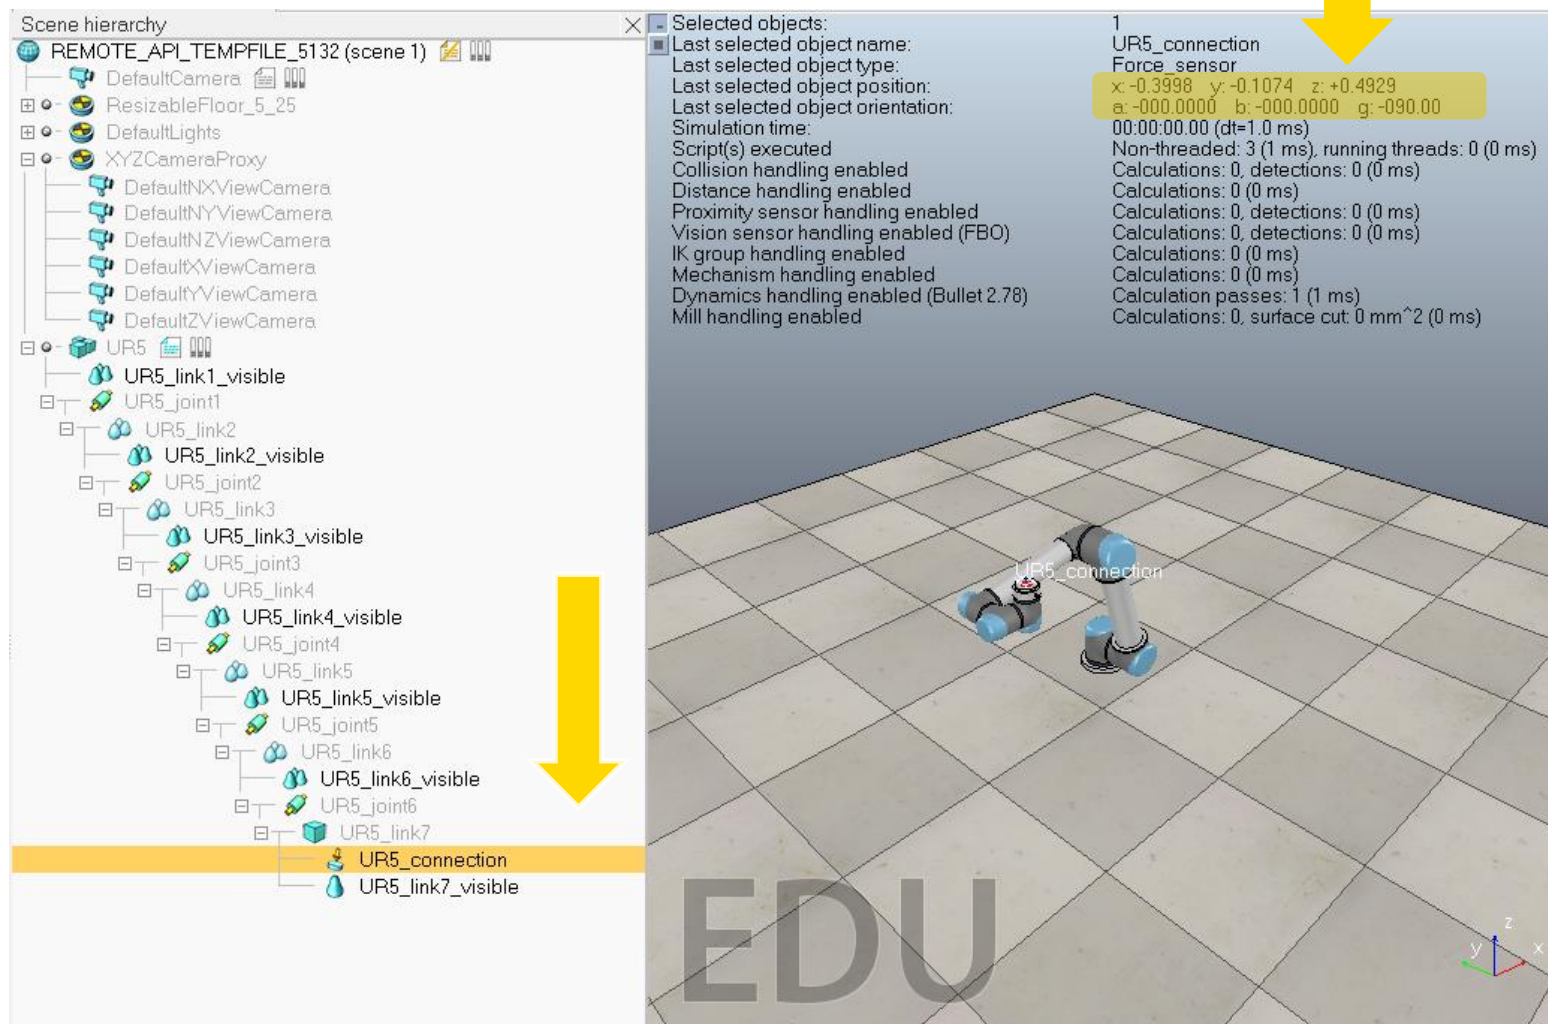 Scene hierarchy
REMOTE_API_TEMPFILE_5132 (scene 1)
DefaultCamera
ResizableFloor_5_25
DefaultLights
XYZCameraProxy
DefaultNXViewCamera
DefaultNYViewCamera
DefaultNZViewCamera
DefaultXViewCamera
DefaultYViewCamera
DefaultZViewCamera
UR5
UR5_link1_visible
UR5_joint1
UR5_link2
UR5_link2_visible
UR5_joint2
UR5_link3
UR5_link3_visible
UR5_joint3
UR5_link4
UR5_link4_visible
UR5_joint4
UR5_link5
UR5_link5_visible
UR5_joint5
UR5_link6
UR5_link6_visible
UR5_joint6
UR5_link7
UR5_connection
UR5_link7_visible
Selected objects: 1
Last selected object name: UR5_connection
Last selected object type: Force_sensor
Last selected object position: x: -0.3998 y: -0.1074 z: +0.4929
Last selected object orientation: a: -000.0000 b: -000.0000 g: -090.00
Simulation time: 00:00:00.00 (dt=1.0 ms)
Script(s) executed Non-threaded: 3 (1 ms), running threads: 0 (0 ms)
Collision handling enabled Calculations: 0, detections: 0 (0 ms)
Distance handling enabled Calculations: 0 (0 ms)
Proximity sensor handling enabled Calculations: 0, detections: 0 (0 ms)
Vision sensor handling enabled (FBO) Calculations: 0, detections: 0 (0 ms)
IK group handling enabled Calculations: 0 (0 ms)
Mechanism handling enabled Calculations: 0 (0 ms)
Dynamics handling enabled (Bullet 2.78) Calculation passes: 1 (1 ms)
Mill handling enabled Calculations: 0, surface cut: 0 mm^2 (0 ms)
UR5_connection
EDU
z
y
x